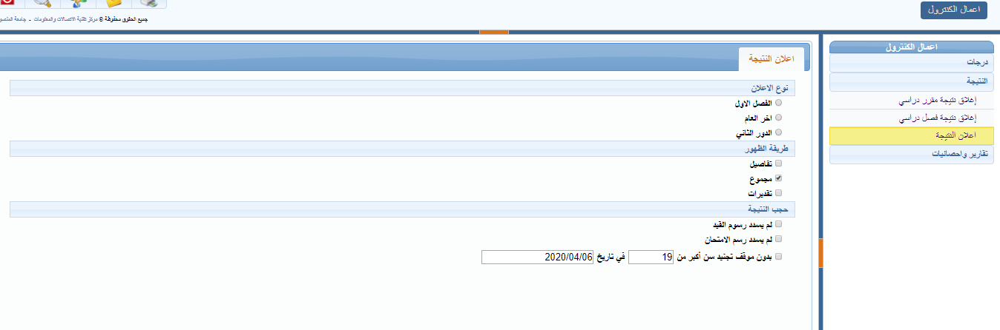 اعمال الكنترول
جميع الحقوق محفوظة © مركز تقنية الاتصالات والمعلومات - جامعة
اعمال الكنترول
درجات
النتيجة
إغلاق نتيجة مقرر دراسي
إغلاق نتيجة فصل دراسي
اعلان النتيجة
تقارير واحصائيات
اعلان النتيجة
نوع الاعلان
الفصل الاول
اخر العام
الدور الثاني
طريقة الظهور
تفاصيل
مجموع
تقديرات
حجب النتيجة
لم يسدد رسوم القيد
لم يسدد رسم الامتحان
بدون موقف تجنيد سن أكبر من 19 في تاريخ 2020/04/06